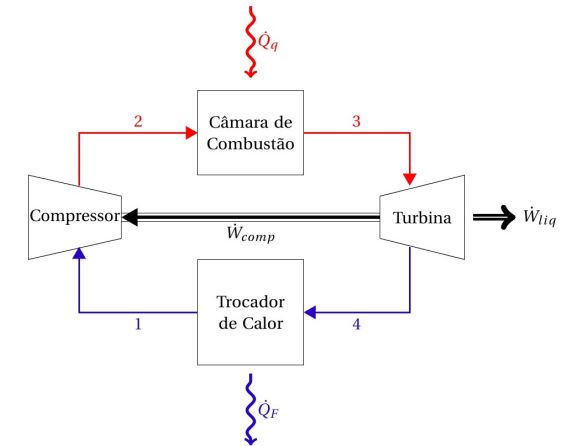 Q̇q
2
Câmara de
Combustão
3
Compressor
Ẇcomp
Turbina
Ẇliq
1
Trocador
de Calor
4
Q̇F